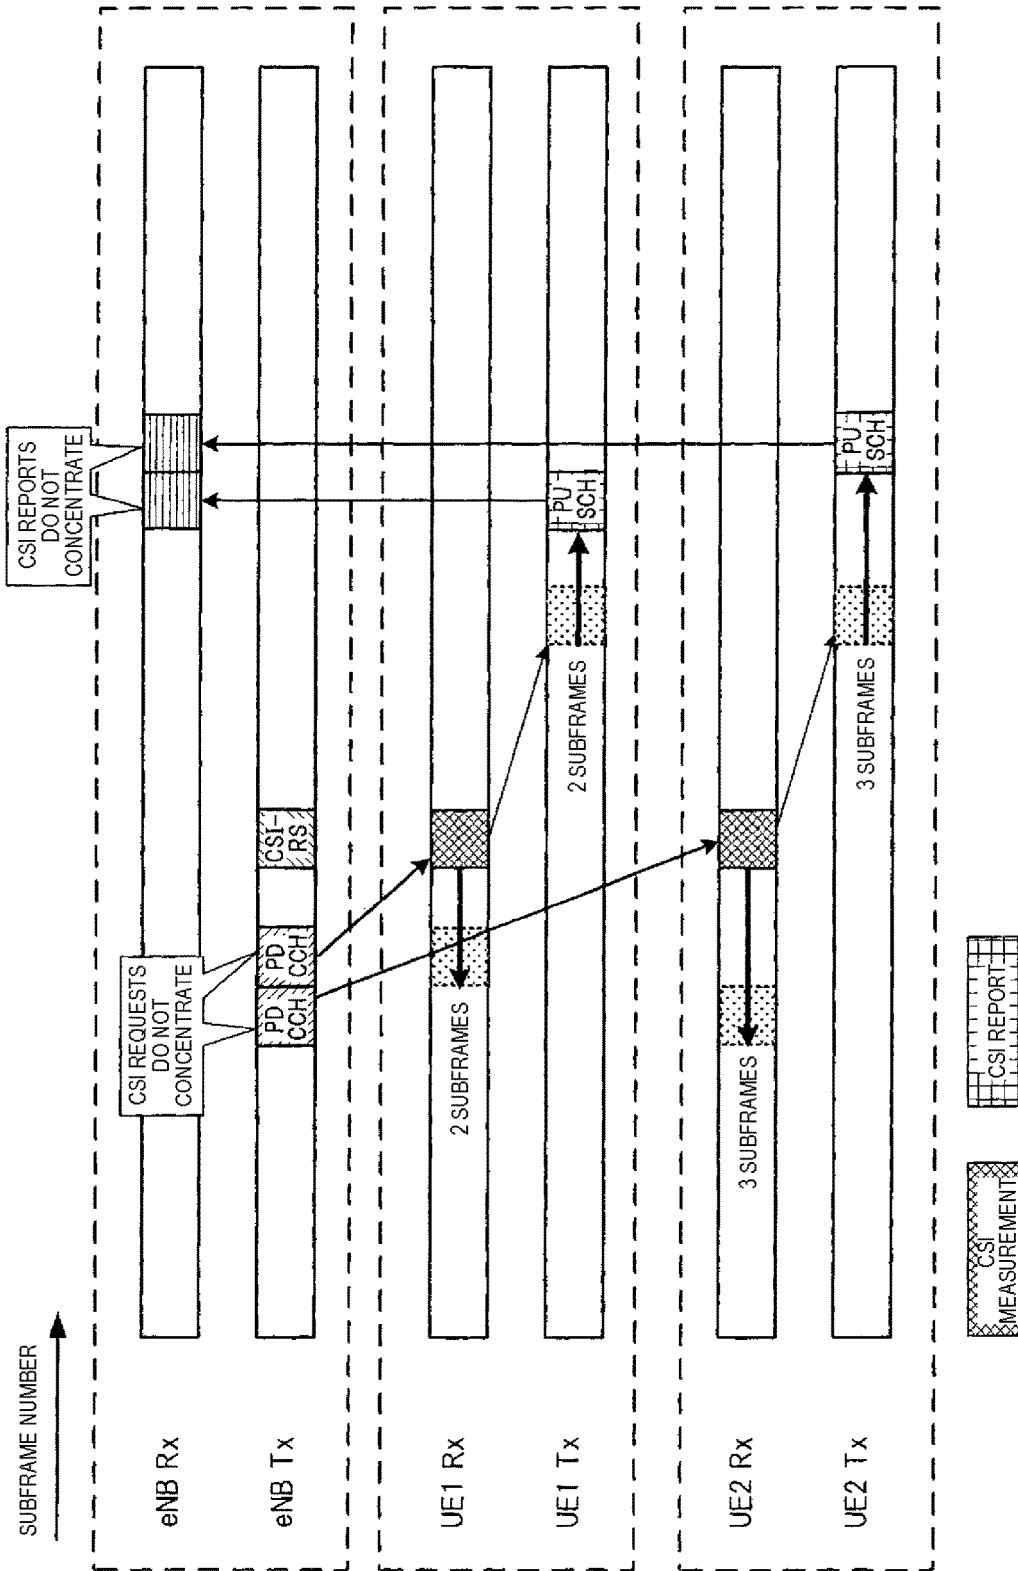 SUBFRAME NUMBER
CSI REPORTS
DO NOT
CONCENTRATE
eNB Rx
CSI REQUESTS
DO NOT
CONCENTRATE
eNB Tx
PD
CCH
PD
CCH
CSI-
RS
UE1 Rx
2 SUBFRAMES
UE1 Tx
2 SUBFRAMES
PU
SCH
UE2 Rx
3 SUBFRAMES
UE2 Tx
3 SUBFRAMES
PU
SCH
CSI
MEASUREMENT
CSI REPORT